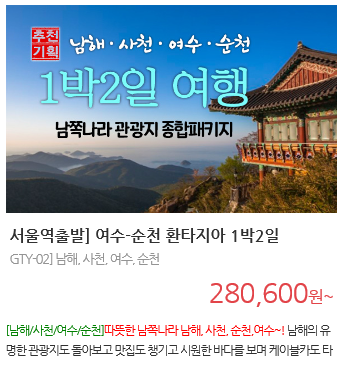 추천
기획
남해 · 사천 · 여수 · 순천
1박2일 여행
남쪽나라 관광지 종합패키지
서울역출발] 여수-순천 환타지아 1박2일
GTY-02] 남해, 사천, 여수, 순천
280,600원~
[남해/사천/여수/순천]따뜻한 남쪽나라 남해, 사천, 순천,여수~! 남해의 유
명한 관광지도 돌아보고 맛집도 챙기고 시원한 바다를 보며 케이블카도 타